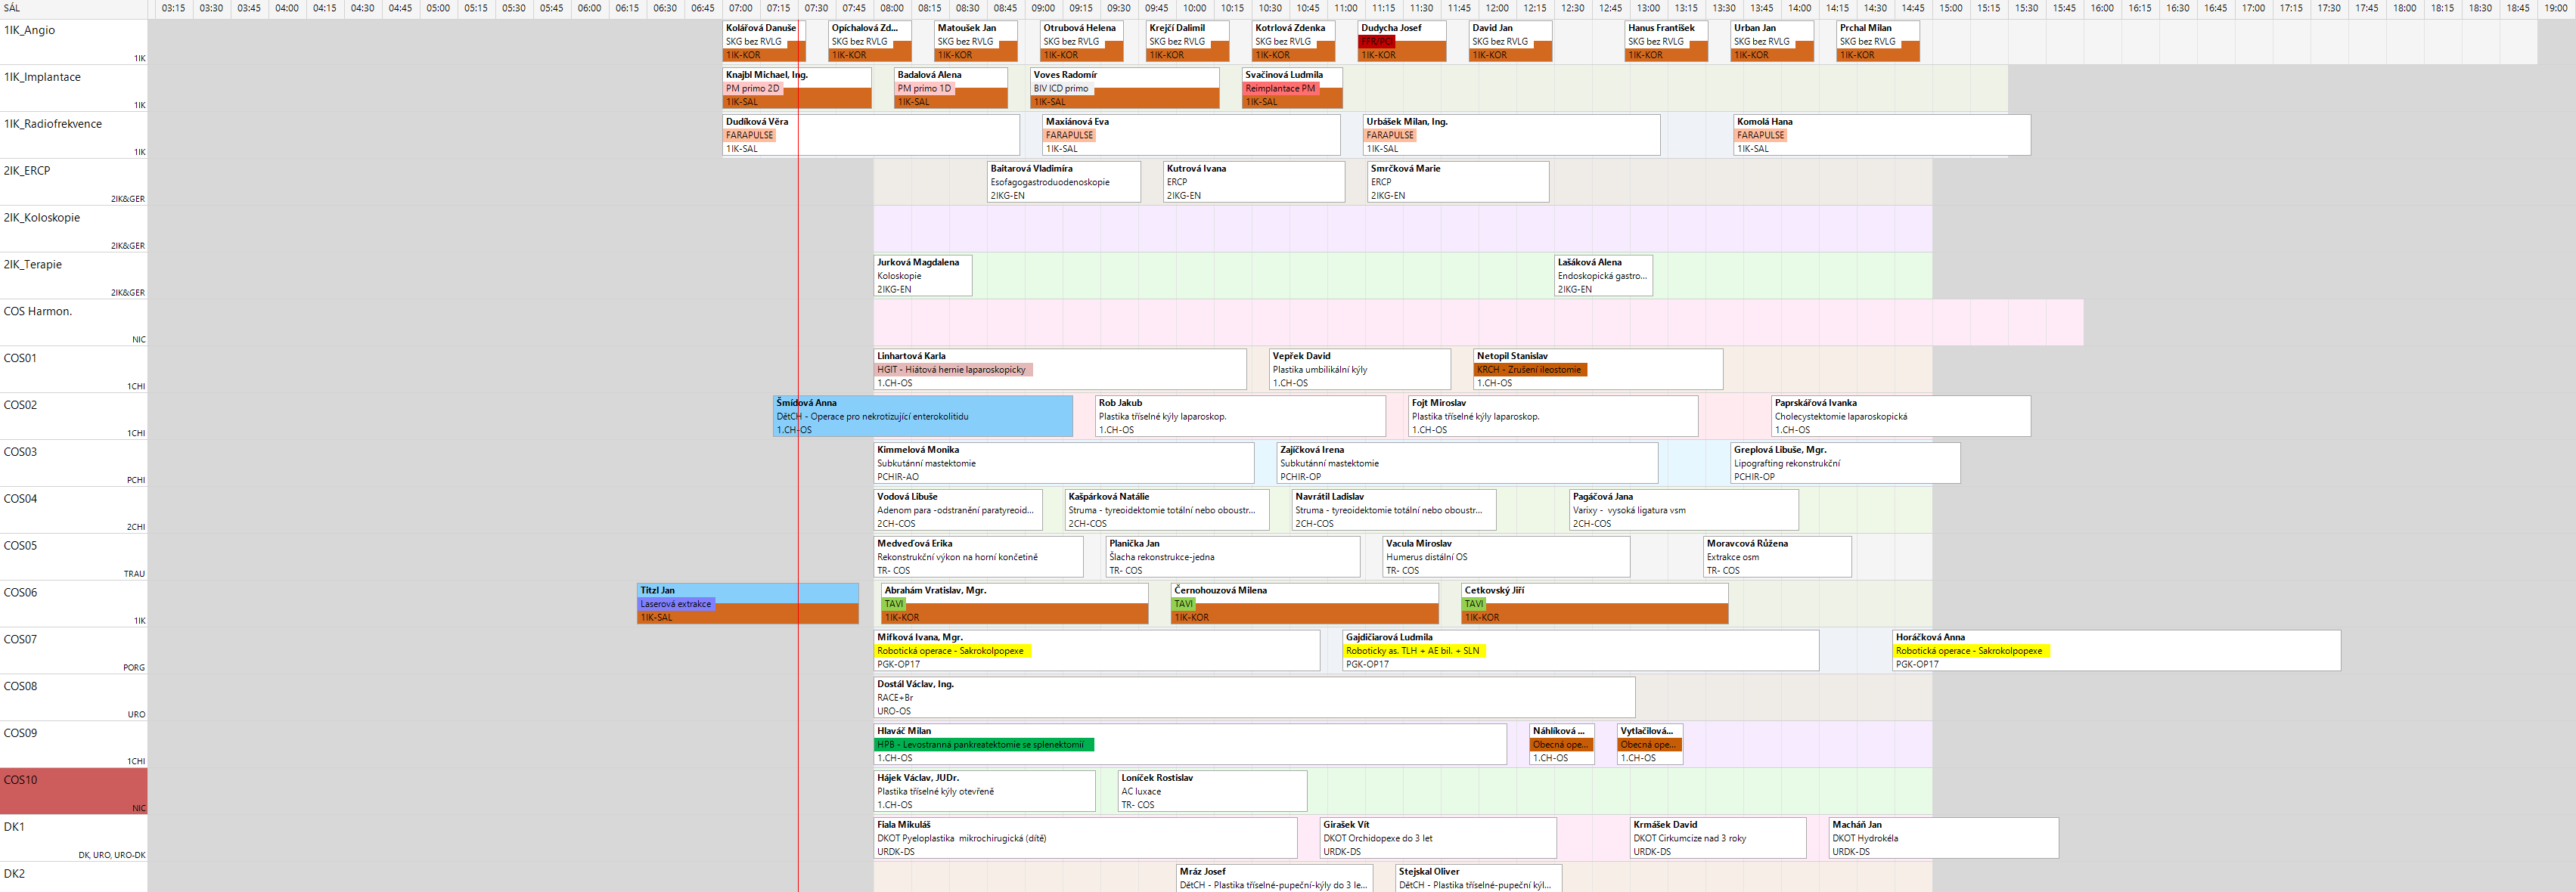 SÁL 03:15 03:30 03:45 04:00 04:15 04:30 04:45 05:00 05:15 05:30 05:45 06:00 06:15 06:30 06:45 07:00 07:15 07:30 07:45 08:00 08:15 08:30 08:45 09:00 09:15 09:30 09:45 10:00 10:15 10:30 10:45 11:00 11:15 11:30 11:45 12:00 12:15 12:30 12:45 13:00 13:15 13:30 13:45 14:00 14:15 14:30 14:45 15:00 15:15 15:30 15:45 16:00 16:15 16:30 16:45 17:00 17:15 17:30 17:45 18:00 18:15 18:30 18:45 19:00
1IK_Angio Kolářová Danuše Opíchalová Zd... Matoušek Jan Otrubová Helena Krejčí Dalimil Kotrlová Zdenka Dudycha Josef David Jan Hanus František Urban Jan Prchal Milan
SKG bez RVLG SKG bez RVLG SKG bez RVLG SKG bez RVLG SKG bez RVLG SKG bez RVLG FFR/PCI SKG bez RVLG SKG bez RVLG SKG bez RVLG SKG bez RVLG
1IK 1IK-KOR 1IK-KOR 1IK-KOR 1IK-KOR 1IK-KOR 1IK-KOR 1IK-KOR 1IK-KOR 1IK-KOR 1IK-KOR 1IK-KOR
1IK_Implantace Knajbl Michael, Ing. Badalová Alena Voves Radomír Svačinová Ludmila
PM primo 2D PM primo 1D BIV ICD primo Reimplantace PM
1IK 1IK-SAL 1IK-SAL 1IK-SAL 1IK-SAL
1IK_Radiofrekvence Dudíková Věra Maxiánová Eva Urbášek Milan, Ing. Komolá Hana
FARAPULSE FARAPULSE FARAPULSE FARAPULSE
1IK 1IK-SAL 1IK-SAL 1IK-SAL 1IK-SAL
2IK_ERCP Baitarová Vladimíra Kutrová Ivana Smrčková Marie
Esofagogastroduodenoskopie ERCP ERCP
2IK&GER 2IKG-EN 2IKG-EN 2IKG-EN
2IK_Koloskopie
2IK&GER
2IK_Terapie Jurková Magdalena Lašáková Alena
Koloskopie Endoskopická gastro...
2IK&GER 2IKG-EN 2IKG-EN
COS Harmon.
NIC
COS01 Linhartová Karla Vepřek David Netopil Stanislav
HGIT - Hiátová hernie laparoskopicky Plastika umbilikální kýly KRCH - Zrušení ileostomie
1CHI 1.CH-OS 1.CH-OS 1.CH-OS
COS02 Šmídová Anna Rob Jakub Fojt Miroslav Paprskářová Ivanka
DětCH - Operace pro nekrotizující enterokolitidu Plastika tříselné kýly laparoskop. Plastika tříselné kýly laparoskop. Cholecystektomie laparoskopická
1CHI 1.CH-OS 1.CH-OS 1.CH-OS 1.CH-OS
COS03 Kimmelová Monika Zajíčková Irena Greplová Libuše, Mgr.
Subkutánní mastektomie Subkutánní mastektomie Lipografting rekonstrukční
PCHI PCHIR-AO PCHIR-OP PCHIR-OP
COS04 Vodová Libuše Kašpárková Natálie Navrátil Ladislav Pagáčová Jana
Adenom para -odstranění paratyreoid... Struma - tyreoidektomie totální nebo oboustr... Struma - tyreoidektomie totální nebo oboustr... Varixy - vysoká ligatura vsm
2CHI 2CH-COS 2CH-COS 2CH-COS 2CH-COS
COS05 Medveďová Erika Planička Jan Vacula Miroslav Moravcová Růžena
Rekonstrukční výkon na horní končetině Šlacha rekonstrukce-jedna Humerus distální OS Extrakce osm
TRAU TR- COS TR- COS TR- COS TR- COS
COS06 Titzl Jan Abrahám Vratislav, Mgr. Černohouzová Milena Cetkovský Jiří
Laserová extrakce TAVI TAVI TAVI
1IK 1IK-SAL 1IK-KOR 1IK-KOR 1IK-KOR
COS07 Mifková Ivana, Mgr. Gajdičiarová Ludmila Horáčková Anna
Robotická operace - Sakrokolpopexe Roboticky as. TLH + AE bil. + SLN Robotická operace - Sakrokolpopexe
PORG PGK-OP17 PGK-OP17 PGK-OP17
COS08 Dostál Václav, Ing.
RACE+Br
URO URO-OS
COS09 Hlaváč Milan Náhlíková ... Vytlačilová...
HPB - Levostranná pankreatektomie se splenektomií Obecná ope... Obecná ope...
1CHI 1.CH-OS 1.CH-OS 1.CH-OS
COS10 Hájek Václav, JUDr. Loníček Rostislav
Plastika tříselné kýly otevřeně AC luxace
NIC 1.CH-OS TR- COS
DK1 Fiala Mikuláš Girašek Vít Krmášek David Macháň Jan
DKOT Pyeloplastika mikrochirugická (dítě) DKOT Orchidopexe do 3 let DKOT Cirkumcize nad 3 roky DKOT Hydrokéla
DK, URO, URO-DK URDK-DS URDK-DS URDK-DS URDK-DS
DK2 Mráz Josef Stejskal Oliver
DětCH - Plastika tříselné-pupeční-kýly do 3 le... DětCH - Plastika tříselné-pupeční kýl...